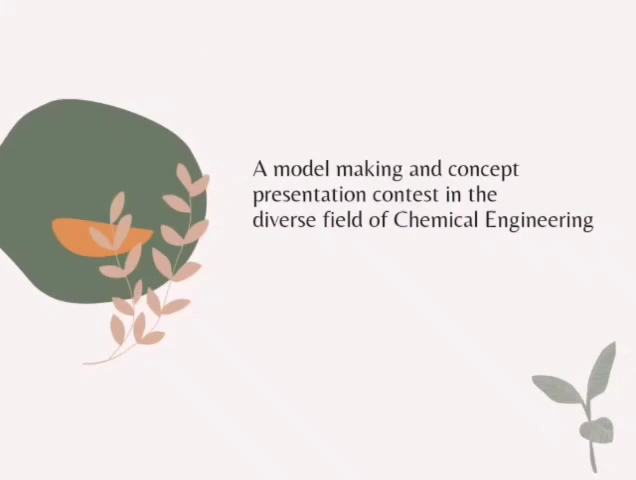 A model making and concept
presentation contest in the
diverse field of Chemical Engineering